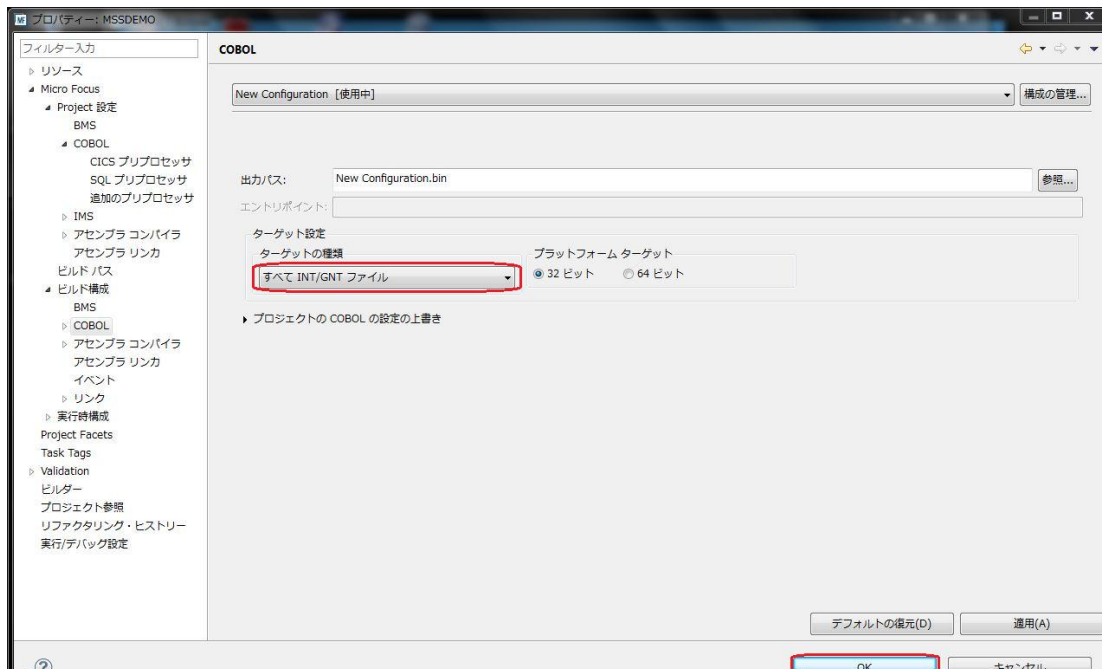 プロパティー: MSSDEMO
フィルター入力
リソース
Micro Focus
Project 設定
BMS
COBOL
CICS プリプロセッサ
SQL プリプロセッサ
追加のプリプロセッサ
IMS
アセンブラ コンパイラ
アセンブラ リンカ
ビルド パス
ビルド構成
BMS
COBOL
アセンブラ コンパイラ
アセンブラ リンカ
イベント
リンク
実行時構成
Project Facets
Task Tags
Validation
ビルダー
プロジェクト参照
リファクタリング・ヒストリー
実行/デバッグ設定
COBOL
New Configuration [使用中]
構成の管理...
出力パス: New Configuration.bin 参照...
エントリポイント:
ターゲット設定
ターゲットの種類 プラットフォーム ターゲット
すべて INT/GNT ファイル 32 ビット 64 ビット
プロジェクトの COBOL の設定の上書き
デフォルトの復元(D) 適用(A)
OK キャンセル